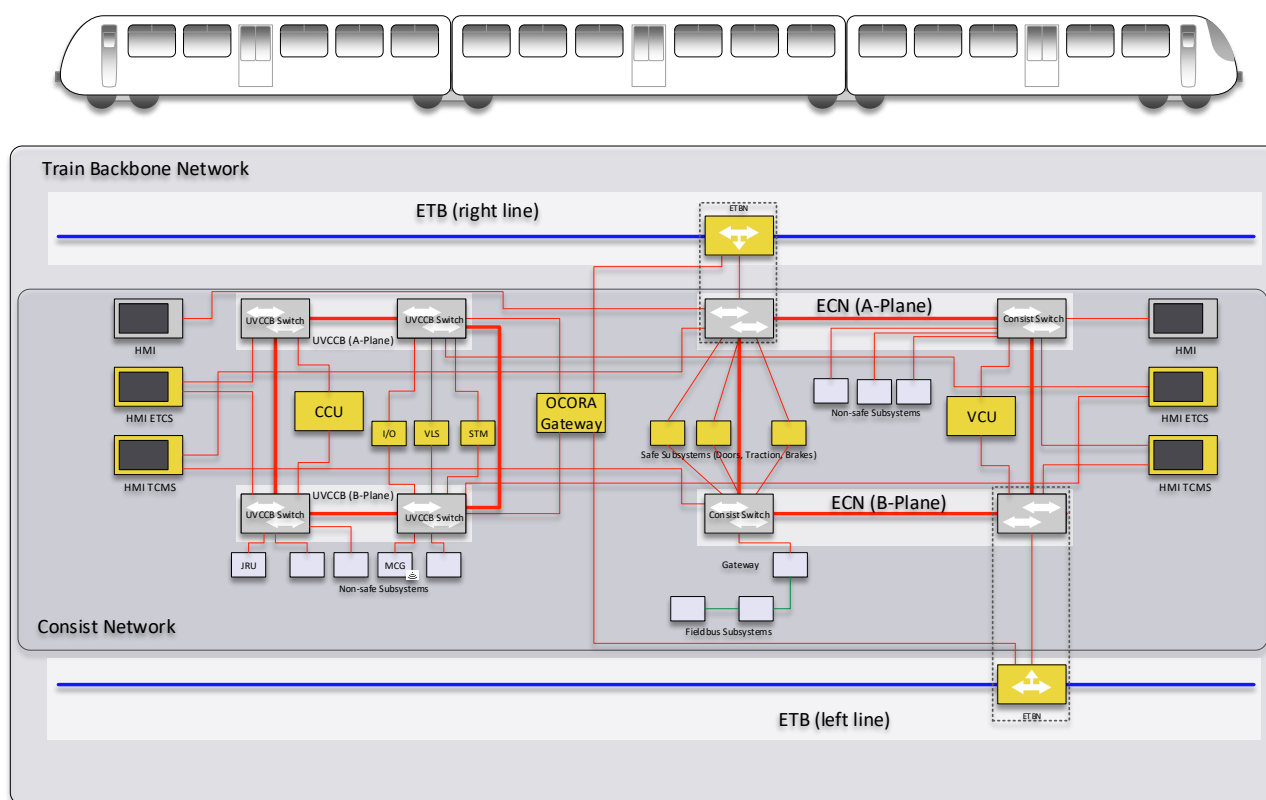 Train Backbone Network
ETB (right line)
ETBN
ECN (A-Plane)
UVCCB Switch
UVCCB Switch
Consist Switch
UVCCB (A-Plane)
HMI
HMI
HMI ETCS
CCU
OCORA
Gateway
VCU
Non-safe Subsystems
HMI ETCS
I/O
VLS
STM
Safe Subsystems (Doors, Traction, Brakes)
HMI TCMS
HMI TCMS
UVCCB (B-Plane)
ECN (B-Plane)
UVCCB Switch
UVCCB Switch
Consist Switch
JRU
MCG
Non-safe Subsystems
Gateway
Fieldbus Subsystems
Consist Network
ETB (left line)
ETBN